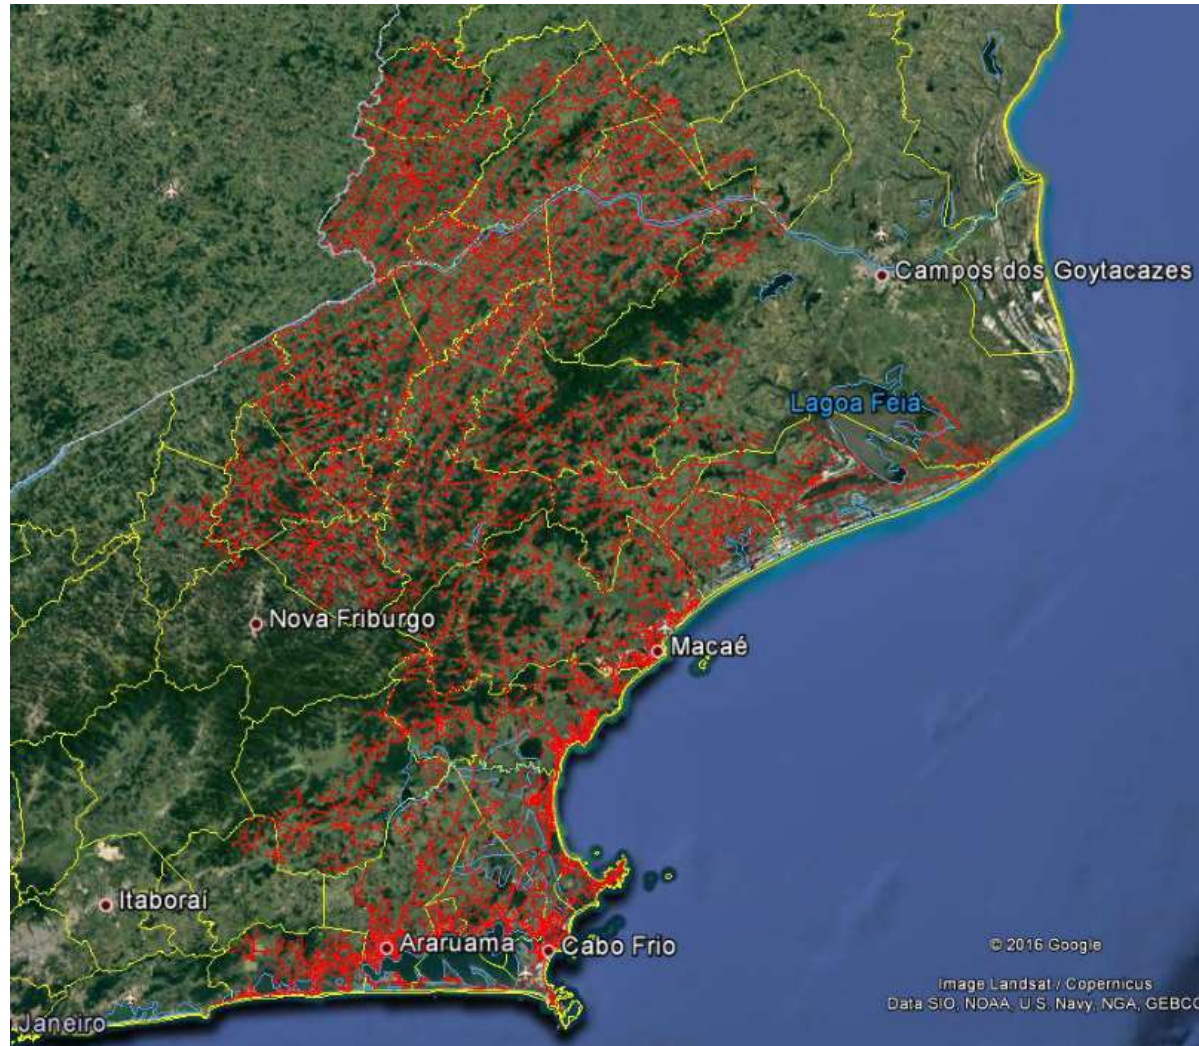 Campos dos Goytacazes
Lagoa Feia
Nova Friburgo
Macaé
Itaboraí
Araruama
Cabo Frio
© 2016 Google
Image Landsat / Copernicus
Data SIO, NOAA, U.S. Navy, NGA, GEBCO
Janeiro